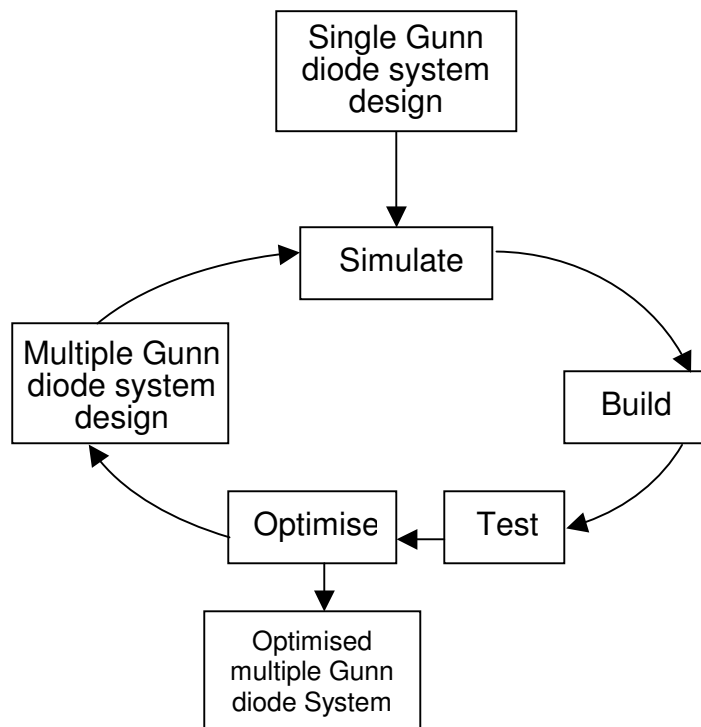 Single Gunn
diode system
design
Simulate
Multiple Gunn
diode system
design
Build
Optimise
Test
Optimised
multiple Gunn
diode System